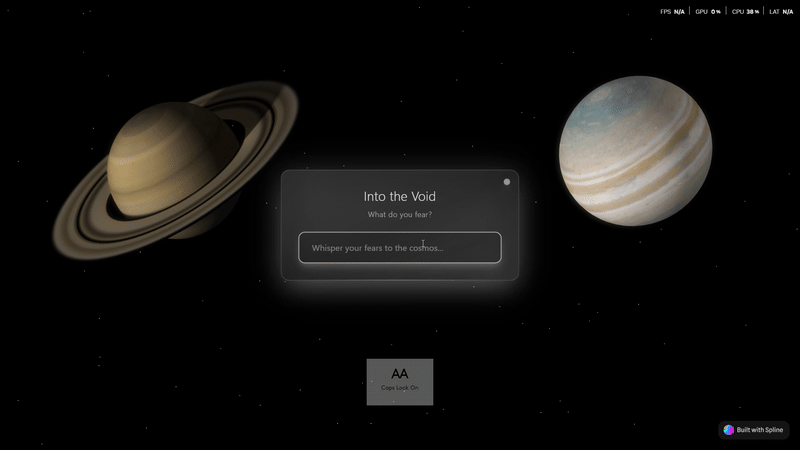 FPS N/A | GPU 0% | CPU 38% | LAT N/A
Into the Void
What do you fear?
Whisper your fears to the cosmos...
AA
Caps Lock On
Built with Spline